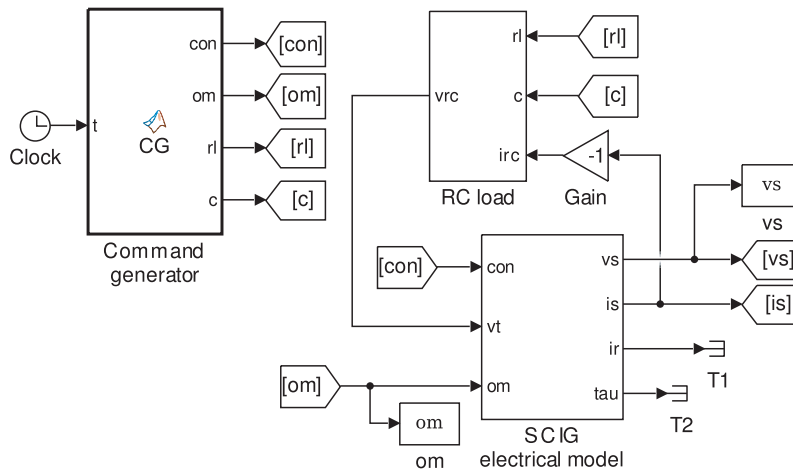 Clock
t
CG
con
om
rl
c
Command
generator
[con]
[om]
[rl]
[c]
vrc
rl
c
irc
RC load
[rl]
[c]
-1
Gain
[con]
[om]
om
om
con
vt
om
vs
is
ir
tau
SCIG
electrical model
vs
vs
[vs]
[is]
T1
T2